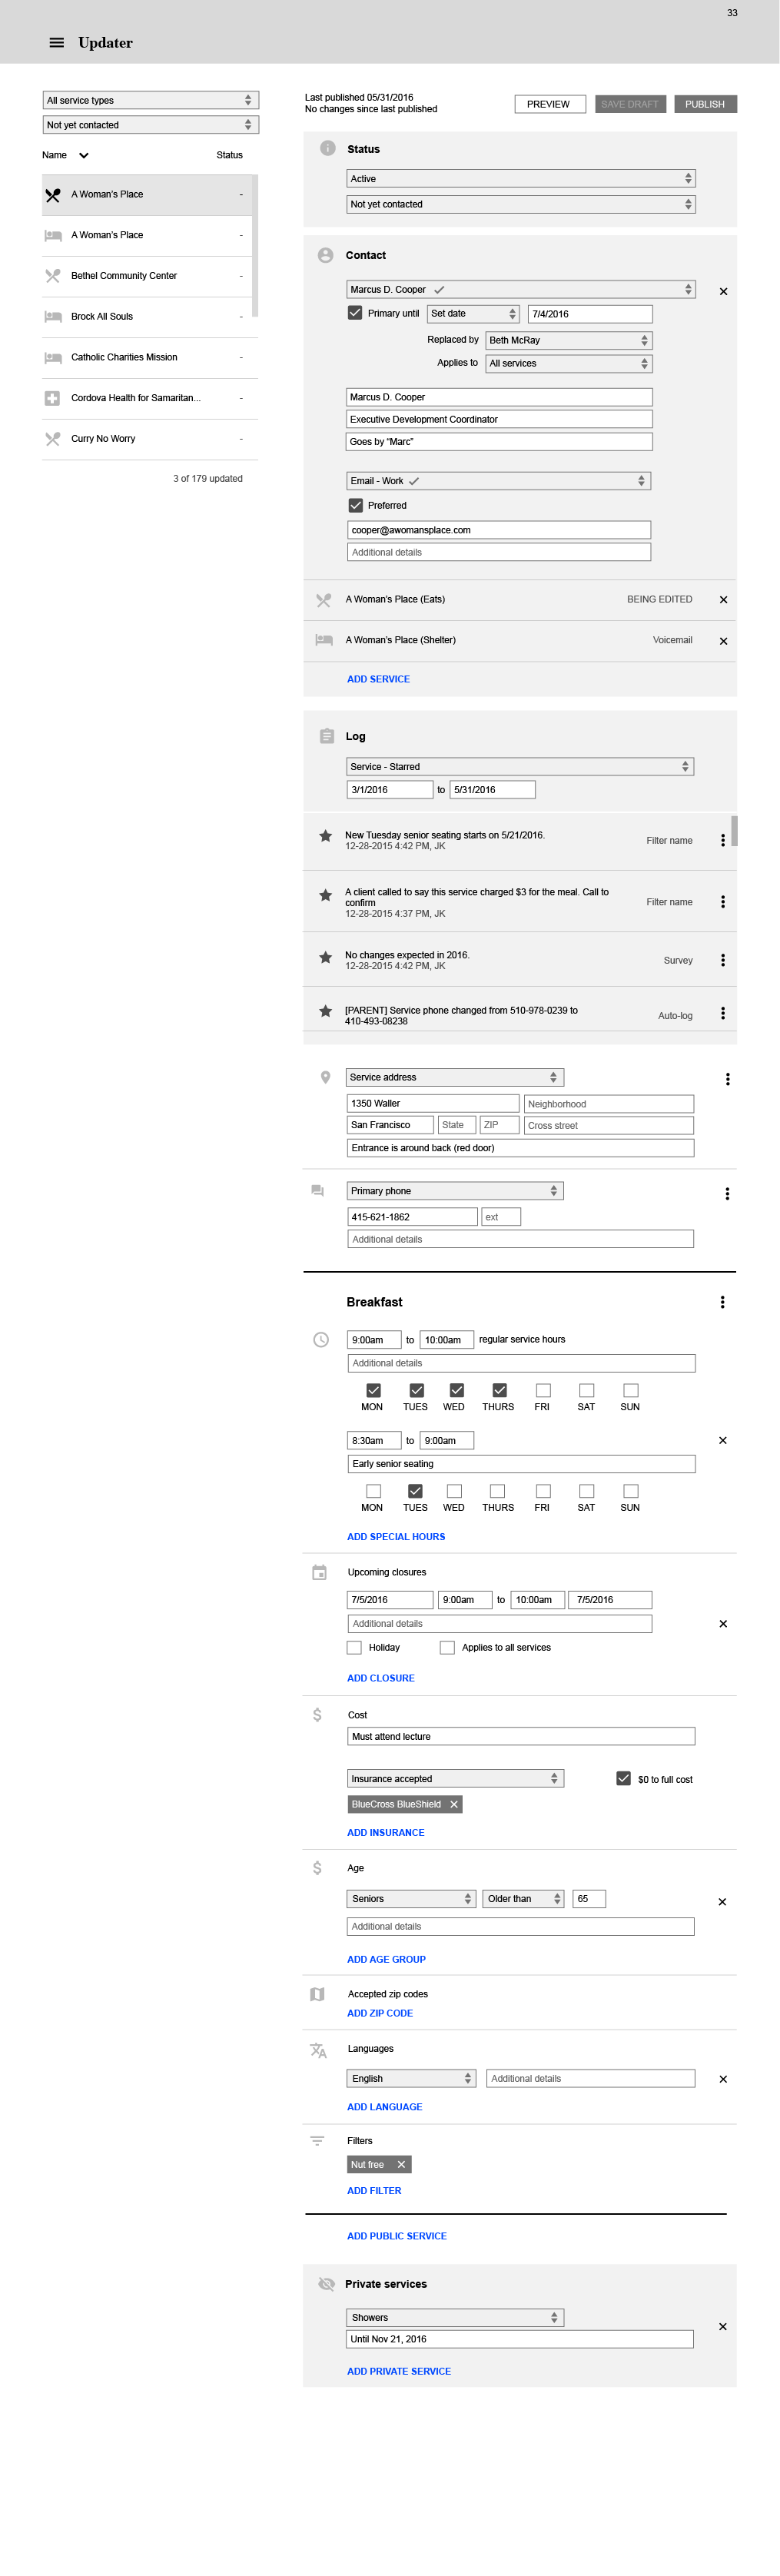 33
Updater
All service types
Not yet contacted
Name Status
A Woman's Place -
A Woman's Place -
Bethel Community Center -
Brock All Souls -
Catholic Charities Mission -
Cordova Health for Samaritan... -
Curry No Worry -
3 of 179 updated
Last published 05/31/2016
No changes since last published
PREVIEW SAVE DRAFT PUBLISH
Status
Active
Not yet contacted
Contact
Marcus D. Cooper
Primary until Set date 7/4/2016
Replaced by Beth McRay
Applies to All services
Marcus D. Cooper
Executive Development Coordinator
Goes by “Marc”
Email - Work
Preferred
cooper@awomansplace.com
Additional details
A Woman's Place (Eats) BEING EDITED
A Woman's Place (Shelter) Voicemail
ADD SERVICE
Log
Service - Starred
3/1/2016 to 5/31/2016
New Tuesday senior seating starts on 5/21/2016.
12-28-2015 4:42 PM, JK
Filter name
A client called to say this service charged $3 for the meal. Call to
confirm
12-28-2015 4:37 PM, JK
Filter name
No changes expected in 2016.
12-28-2015 4:42 PM, JK
Survey
[PARENT] Service phone changed from 510-978-0239 to
410-493-08238
Auto-log
Service address
1350 Waller Neighborhood
San Francisco State ZIP Cross street
Entrance is around back (red door)
Primary phone
415-621-1862 ext
Additional details
Breakfast
9:00am to 10:00am regular service hours
Additional details
MON TUES WED THURS FRI SAT SUN
8:30am to 9:00am
Early senior seating
MON TUES WED THURS FRI SAT SUN
ADD SPECIAL HOURS
Upcoming closures
7/5/2016 9:00am to 10:00am 7/5/2016
Additional details
Holiday Applies to all services
ADD CLOSURE
Cost
Must attend lecture
Insurance accepted $0 to full cost
BlueCross BlueShield
ADD INSURANCE
Age
Seniors Older than 65
Additional details
ADD AGE GROUP
Accepted zip codes
ADD ZIP CODE
Languages
English Additional details
ADD LANGUAGE
Filters
Nut free
ADD FILTER
ADD PUBLIC SERVICE
Private services
Showers
Until Nov 21, 2016
ADD PRIVATE SERVICE